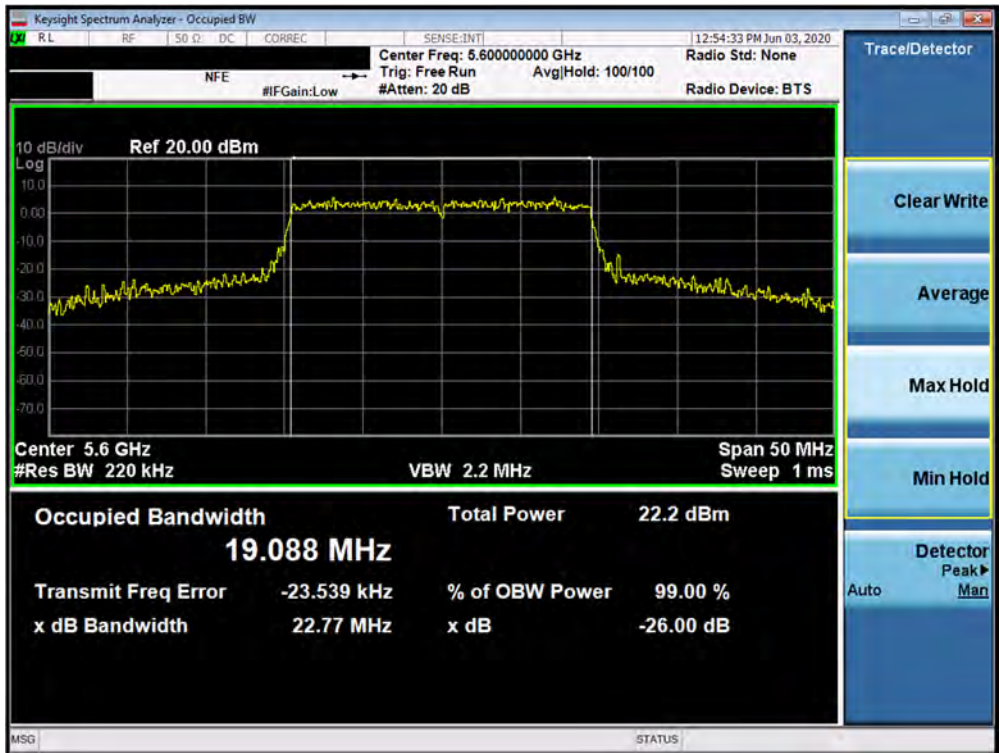 Keysight Spectrum Analyzer - Occupied BW
LXI RL RF 50 Ω DC CORREC SENSE:INT 12:54:33 PM Jun 03, 2020
Center Freq: 5.600000000 GHz Radio Std: None
NFE Trig: Free Run Avg|Hold: 100/100
#IFGain:Low #Atten: 20 dB Radio Device: BTS
Trace/Detector
10 dB/div Ref 20.00 dBm
Log
10.0
0.00
-10.0
-20.0
-30.0
-40.0
-50.0
-60.0
-70.0
Center 5.6 GHz Span 50 MHz
#Res BW 220 kHz VBW 2.2 MHz Sweep 1 ms
Occupied Bandwidth Total Power 22.2 dBm
19.088 MHz
Transmit Freq Error -23.539 kHz % of OBW Power 99.00 %
x dB Bandwidth 22.77 MHz x dB -26.00 dB
Clear Write
Average
Max Hold
Min Hold
Detector
Peak▶
Auto Man
MSG STATUS